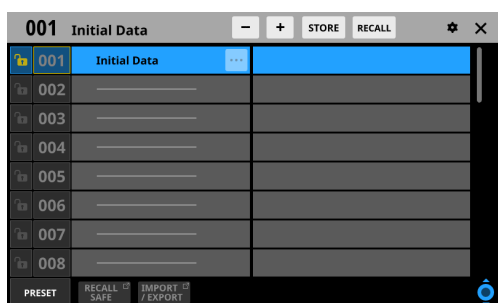 001 Initial Data - + STORE RECALL
001 Initial Data ...
002
003
004
005
006
007
008
PRESET RECALL SAFE IMPORT / EXPORT